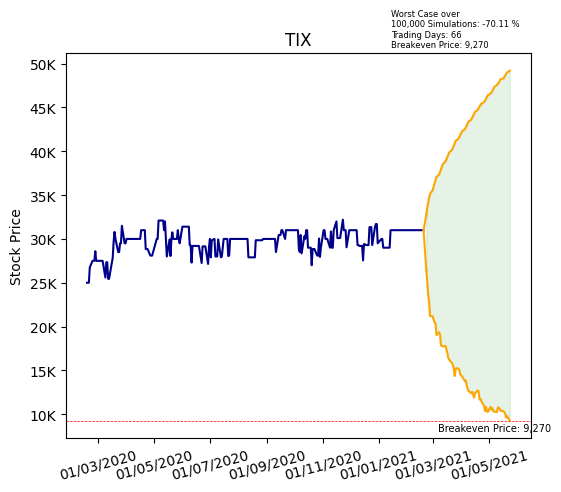 Worst Case over
100,000 Simulations: -70.11 %
Trading Days: 66
Breakeven Price: 9,270
TIX
Stock Price
50K
45K
40K
35K
30K
25K
20K
15K
10K
Breakeven Price: 9,270
01/03/2020
01/05/2020
01/07/2020
01/09/2020
01/11/2020
01/01/2021
01/03/2021
01/05/2021